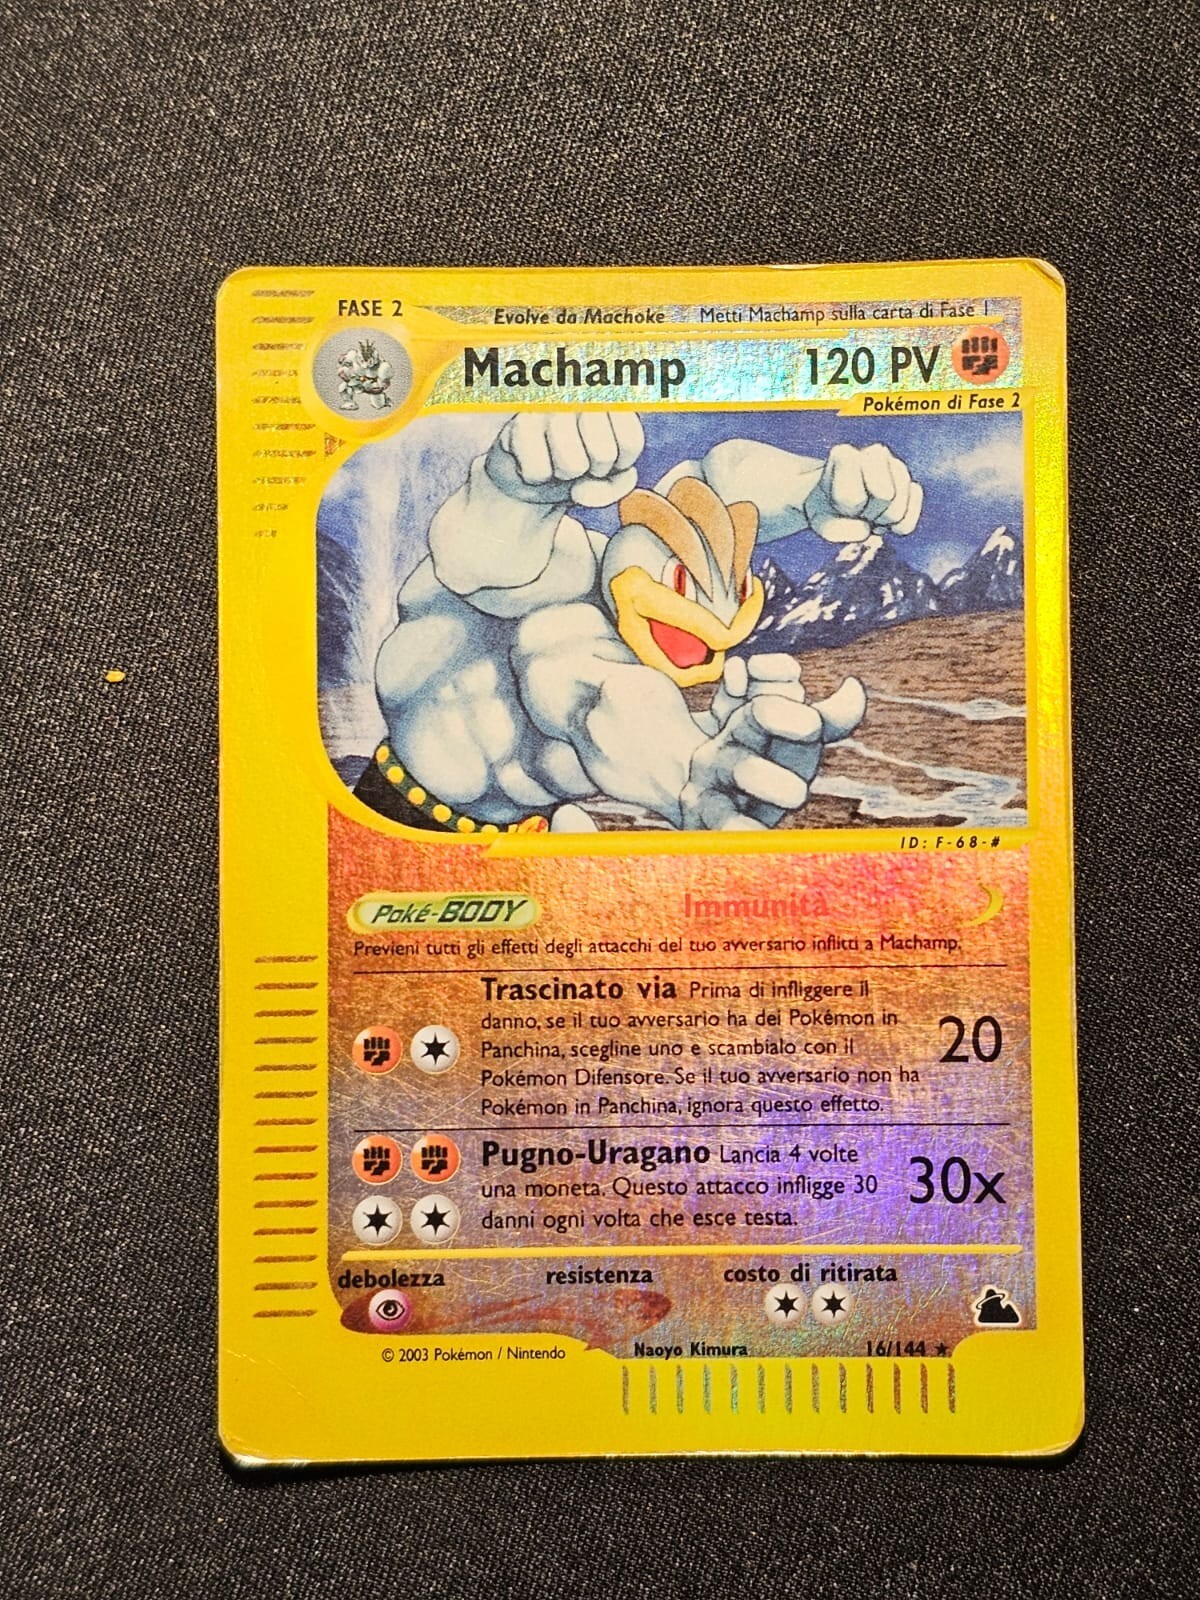 FASE 2
Evolve da Machoke Metti Machamp sulla carta di Fase 1
Machamp 120 PV
Pokémon di Fase 2
ID: F-68-#
Poké-BODY Immunità
Previeni tutti gli effetti degli attacchi del tuo avversario inflitti a Machamp.
Trascinato via Prima di infliggere il
danno, se il tuo avversario ha dei Pokémon in
Panchina, scegline uno e scambialo con il
Pokémon Difensore. Se il tuo avversario non ha
Pokémon in Panchina, ignora questo effetto.
20
Pugno-Uragano Lancia 4 volte
una moneta. Questo attacco infligge 30
danni ogni volta che esce testa.
30x
debolezza resistenza costo di ritirata
© 2003 Pokémon / Nintendo Naoyo Kimura 16/144 ★